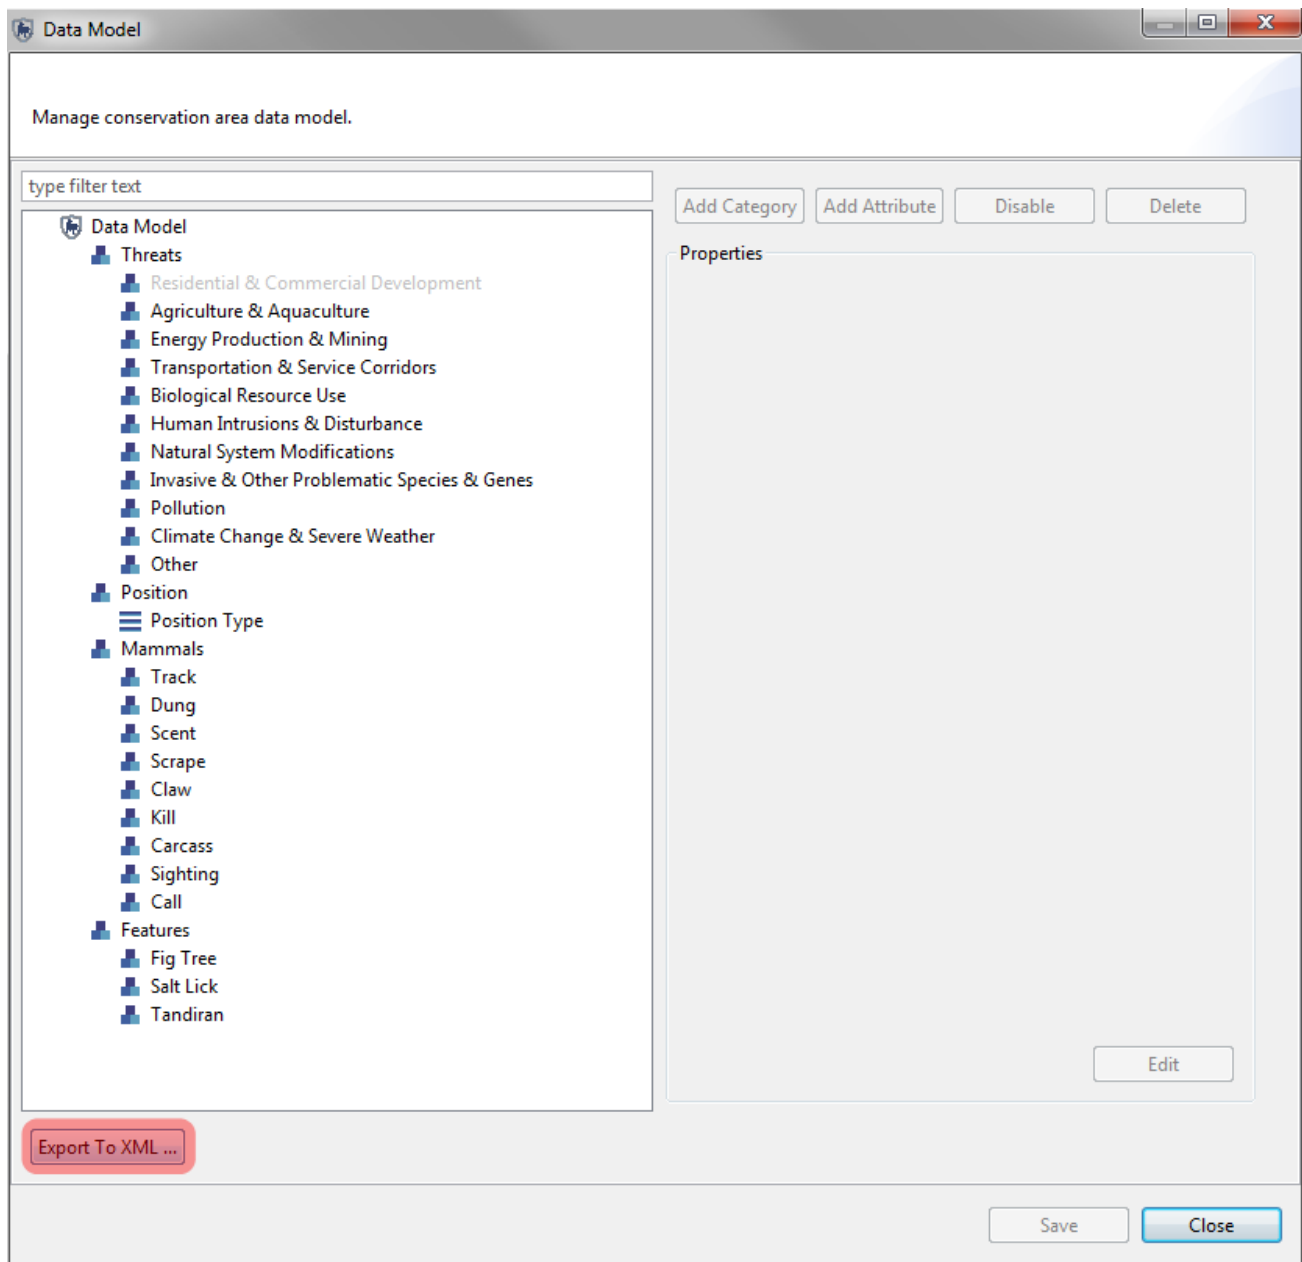 Data Model
Manage conservation area data model.
type filter text
Add Category Add Attribute Disable Delete
Data Model
Threats
Residential & Commercial Development
Agriculture & Aquaculture
Energy Production & Mining
Transportation & Service Corridors
Biological Resource Use
Human Intrusions & Disturbance
Natural System Modifications
Invasive & Other Problematic Species & Genes
Pollution
Climate Change & Severe Weather
Other
Position
Position Type
Mammals
Track
Dung
Scent
Scrape
Claw
Kill
Carcass
Sighting
Call
Features
Fig Tree
Salt Lick
Tandiran
Properties
Edit
Export To XML ...
Save Close